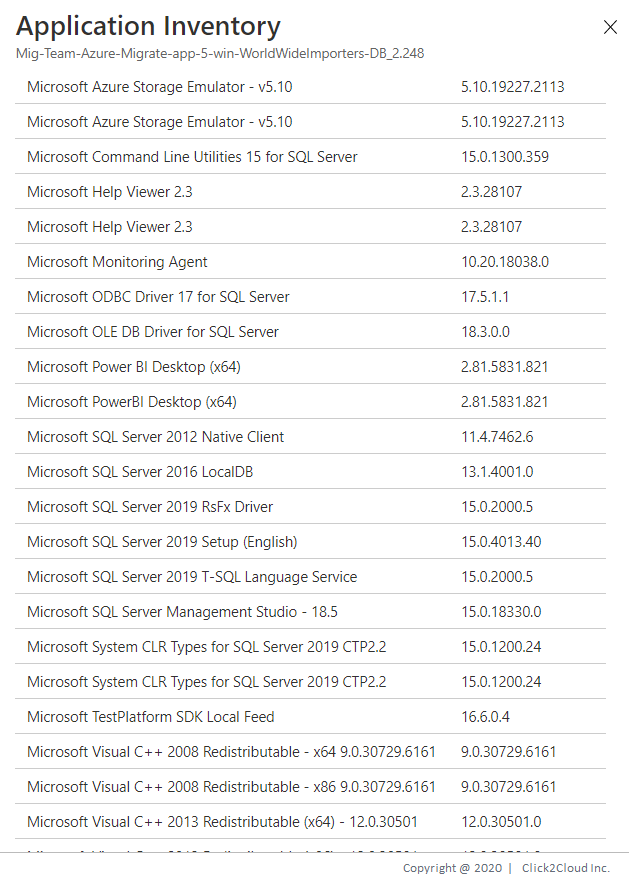 Application Inventory
Mig-Team-Azure-Migrate-app-5-win-WorldWideImporters-DB_2.248
Microsoft Azure Storage Emulator - v5.10 5.10.19227.2113
Microsoft Azure Storage Emulator - v5.10 5.10.19227.2113
Microsoft Command Line Utilities 15 for SQL Server 15.0.1300.359
Microsoft Help Viewer 2.3 2.3.28107
Microsoft Help Viewer 2.3 2.3.28107
Microsoft Monitoring Agent 10.20.18038.0
Microsoft ODBC Driver 17 for SQL Server 17.5.1.1
Microsoft OLE DB Driver for SQL Server 18.3.0.0
Microsoft Power BI Desktop (x64) 2.81.5831.821
Microsoft PowerBI Desktop (x64) 2.81.5831.821
Microsoft SQL Server 2012 Native Client 11.4.7462.6
Microsoft SQL Server 2016 LocalDB 13.1.4001.0
Microsoft SQL Server 2019 RsFx Driver 15.0.2000.5
Microsoft SQL Server 2019 Setup (English) 15.0.4013.40
Microsoft SQL Server 2019 T-SQL Language Service 15.0.2000.5
Microsoft SQL Server Management Studio - 18.5 15.0.18330.0
Microsoft System CLR Types for SQL Server 2019 CTP2.2 15.0.1200.24
Microsoft System CLR Types for SQL Server 2019 CTP2.2 15.0.1200.24
Microsoft TestPlatform SDK Local Feed 16.6.0.4
Microsoft Visual C++ 2008 Redistributable - x64 9.0.30729.6161 9.0.30729.6161
Microsoft Visual C++ 2008 Redistributable - x86 9.0.30729.6161 9.0.30729.6161
Microsoft Visual C++ 2013 Redistributable (x64) - 12.0.30501 12.0.30501.0
Copyright @ 2020 | Click2Cloud Inc.